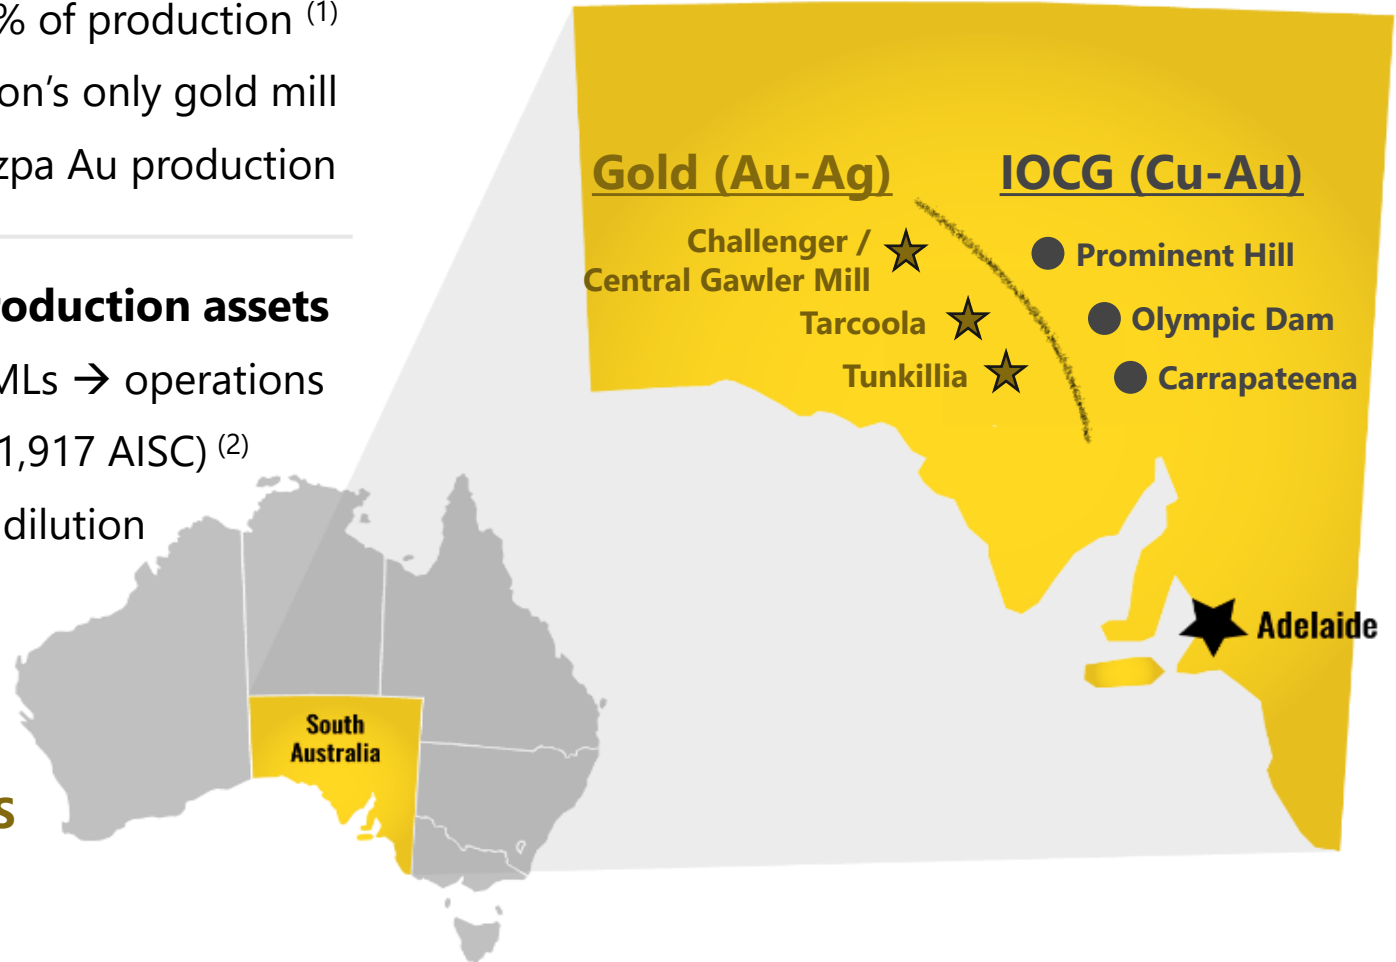 % of production (1)
on's only gold mill
zpa Au production
roduction assets
MLs → operations
1,917 AISC) (2)
dilution
s
Gold (Au-Ag)
IOCG (Cu-Au)
Challenger /
Central Gawler Mill
Tarcoola
Tunkillia
Prominent Hill
Olympic Dam
Carrapateena
Adelaide
South
Australia